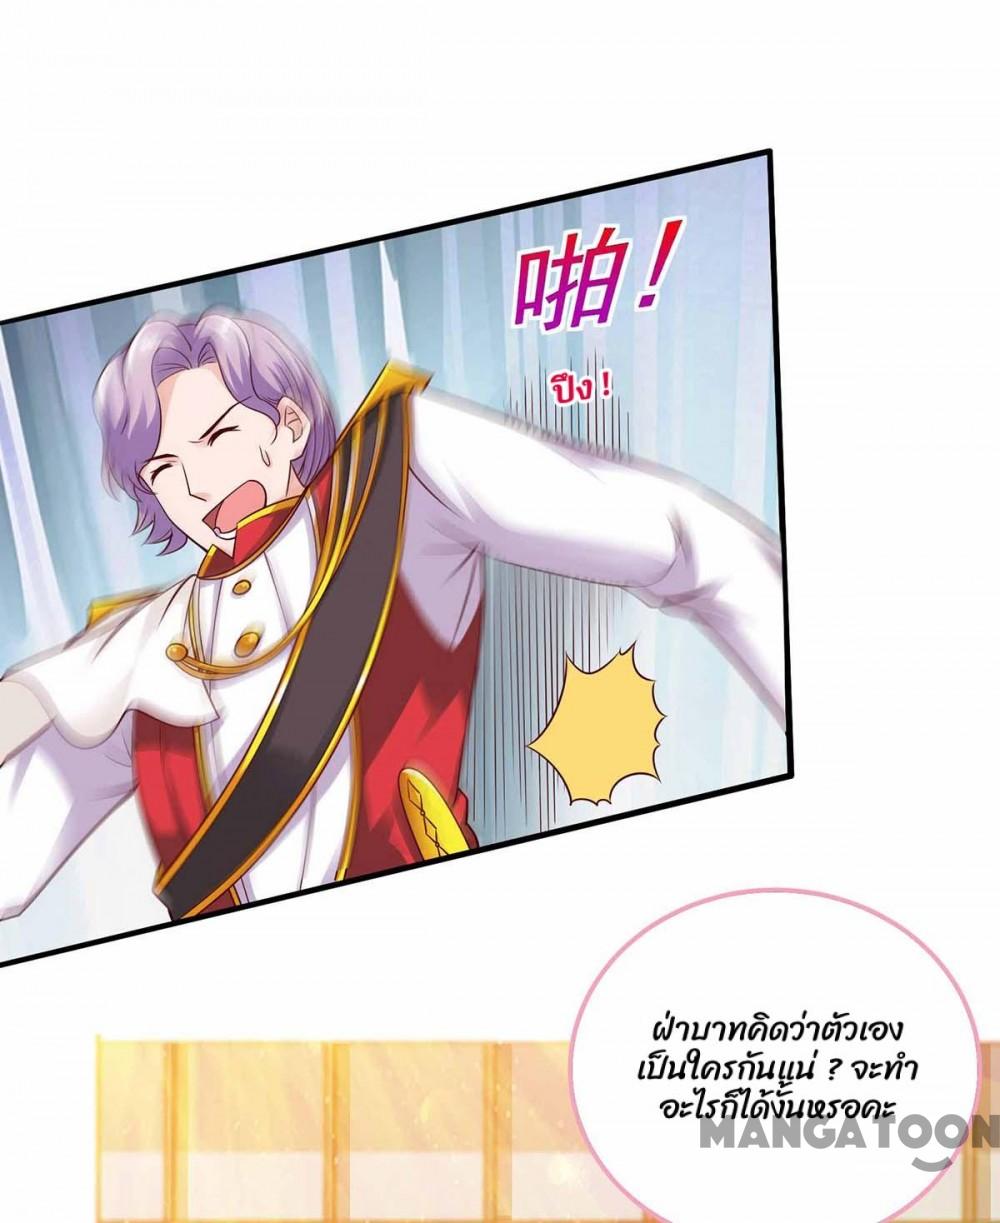 啪！
ปึง !
ฝ่าบาทคิดว่าตัวเอง
เป็นใครกันแน่ ? จะทำ
อะไรก็ได้งั้นหรอคะ
MANGATOON